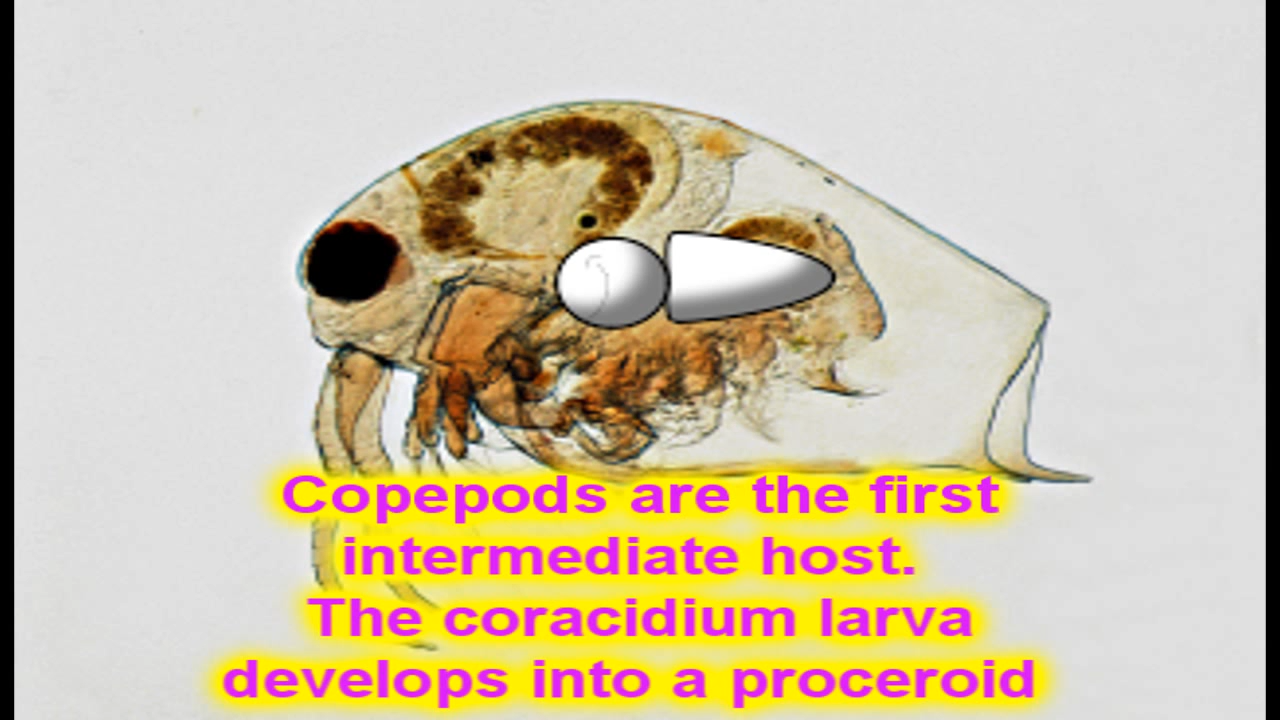 Copepods are the first
intermediate host.
The coracidium larva
develops into a proceroid